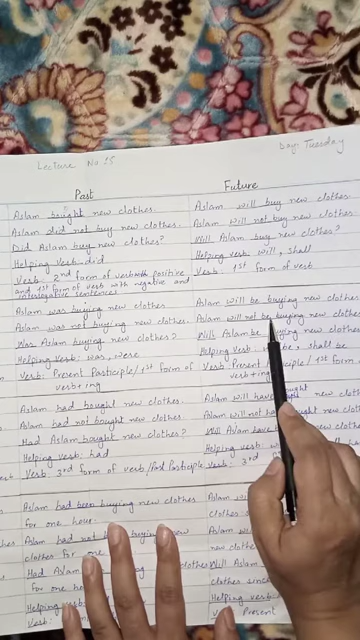 Lecture No. 15
Day: Tuesday
Past
Aslam bought new clothes.
Aslam did not buy new clothes.
Did Aslam buy new clothes?
Helping verb: did
Verb: 2nd form of verb with positive
and 1st form of verb with negative and
interrogative sentences
Aslam was buying new clothes.
Aslam was not buying new clothes.
Was Aslam buying new clothes?
Helping verb: was, were
Verb: Present Participle/1st form of
verb+ing
Aslam had bought new clothes.
Aslam had not bought new clothes.
Had Aslam bought new clothes?
Helping verb: had
Verb: 3rd form of verb/Past Participle
Aslam had been buying new clothes
for one hour.
Aslam had not buying new
clothes for one
Had Aslam clothes
for one
Helping
Verb:
Future
Aslam will buy new clothes
Aslam will not buy new clothes
Will Aslam buy new clothes?
Helping verb: will, shall
Verb: 1st form of verb
Aslam will be buying new clothes
Aslam will not be buying new clothes
Will Aslam be buying new clothes
Helping verb: be, shall be
Verb: Present Participle/1st form
verb+ing
Aslam will have bought
Aslam will not have new clo
Will Aslam have new clothes
Helping verb:
Verb: 3rd
Aslam
clothes
Aslam
new clothe
Will Aslam
clothes since
Helping verb:
Verb: Present